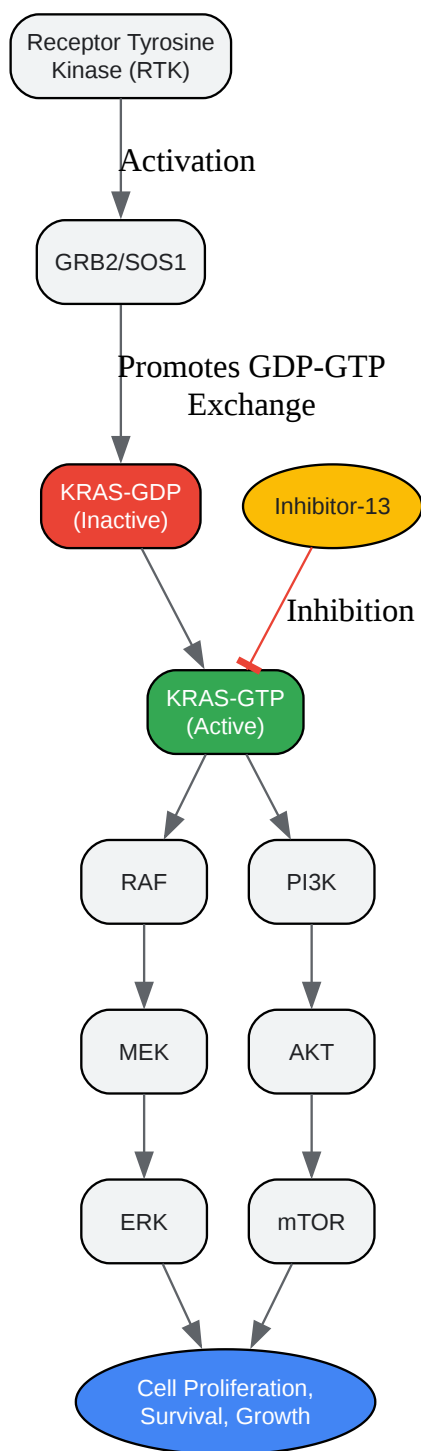 Receptor Tyrosine
Kinase (RTK)
Activation
GRB2/SOS1
Promotes GDP-GTP
Exchange
KRAS-GDP
(Inactive)
Inhibitor-13
Inhibition
KRAS-GTP
(Active)
RAF
PI3K
MEK
AKT
ERK
mTOR
Cell Proliferation,
Survival, Growth